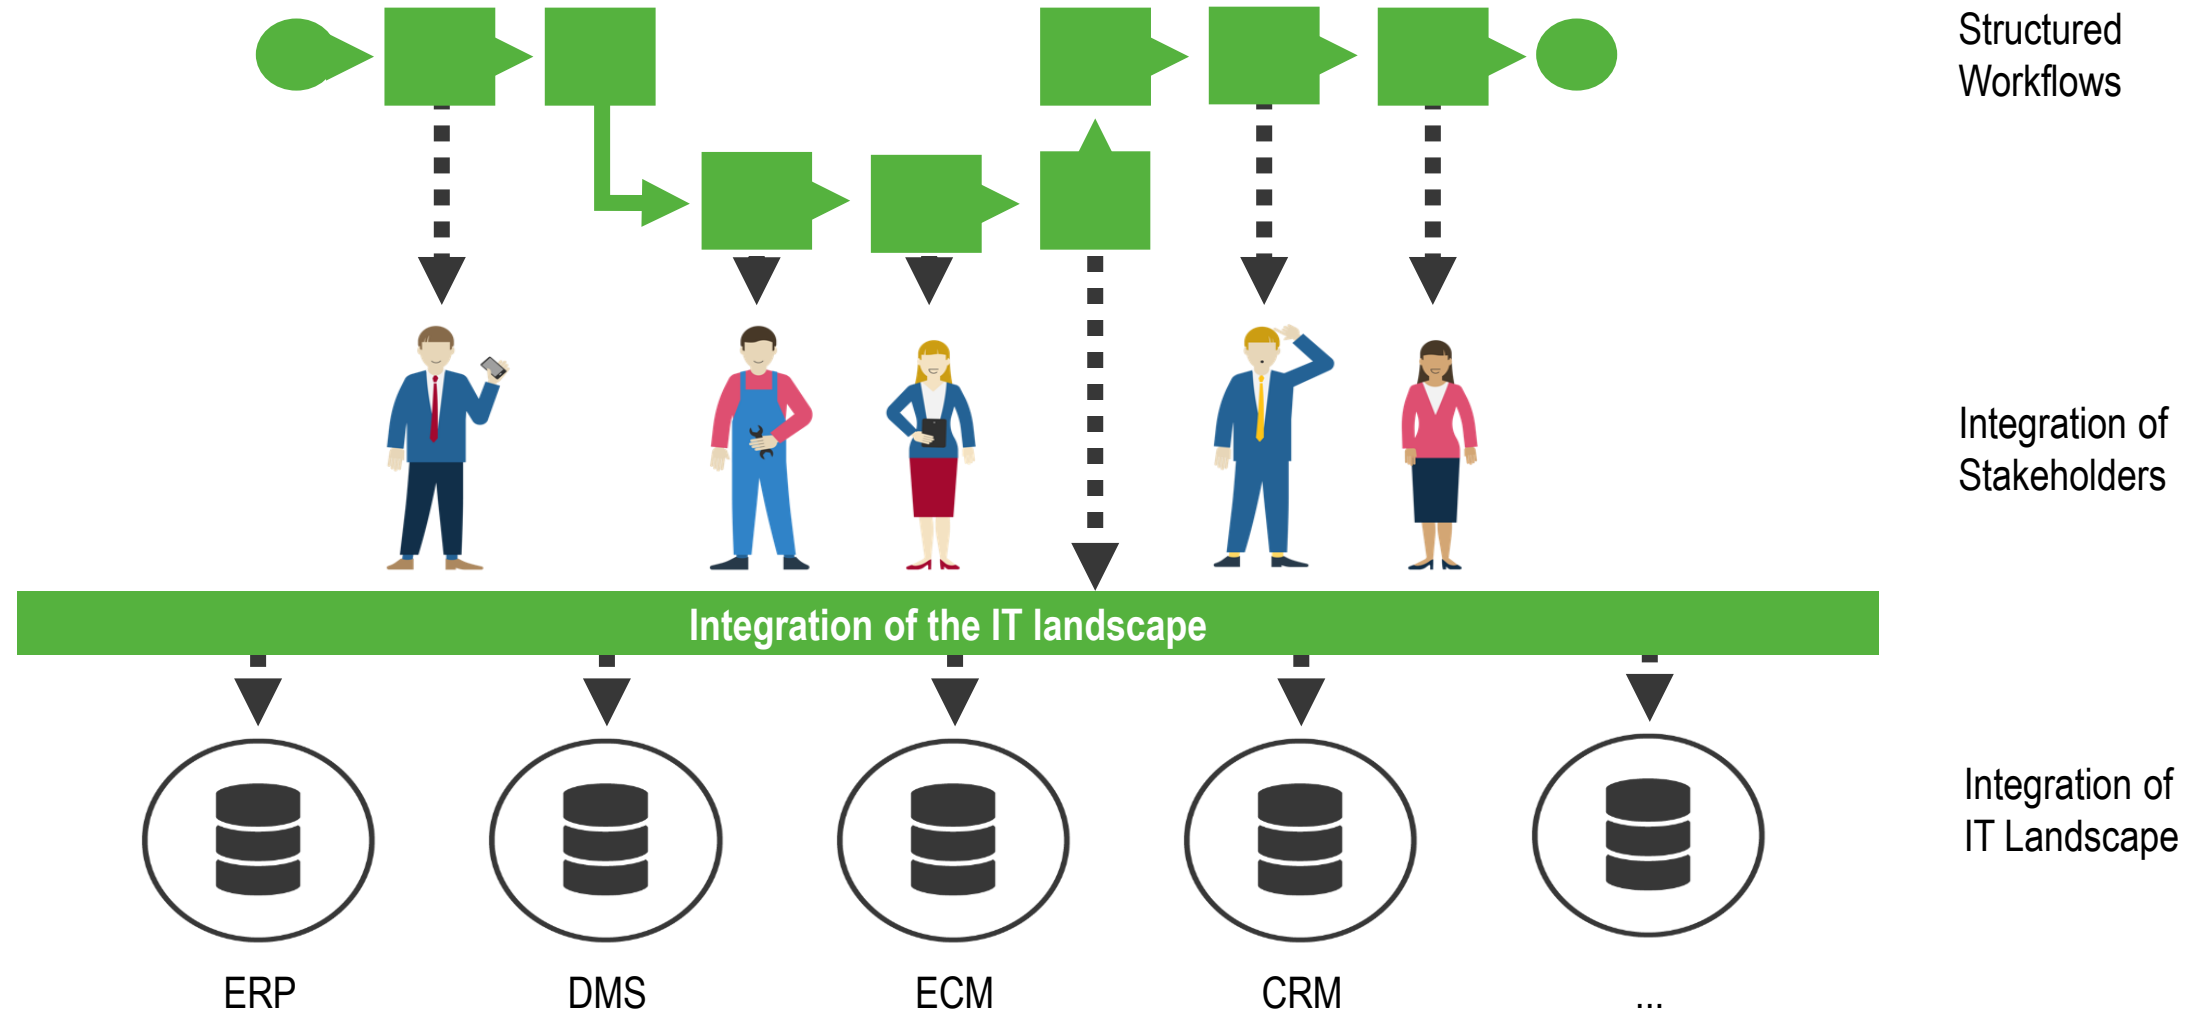 Structured
Workflows
Integration of
Stakeholders
Integration of the IT landscape
Integration of
IT Landscape
ERP
DMS
ECM
CRM
...